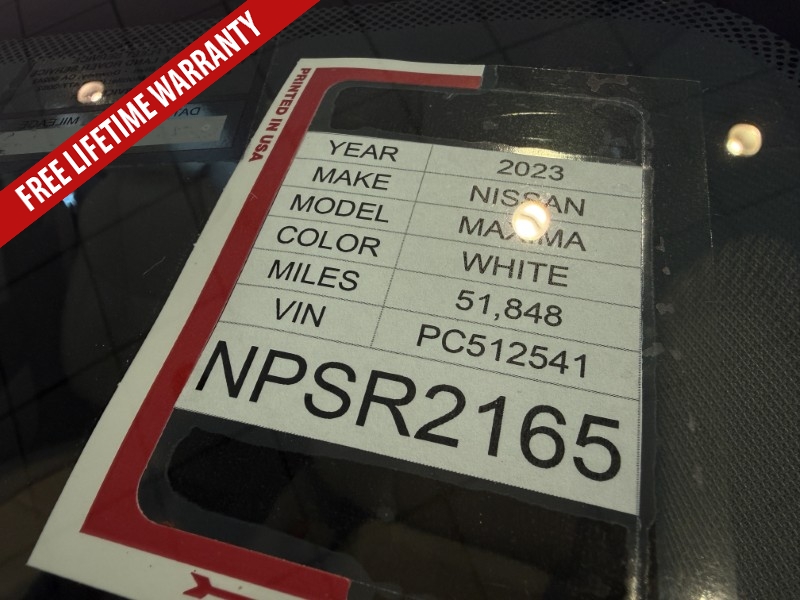 FREE LIFETIME WARRANTY
PRINTED IN USA
YEAR 2023
MAKE NISSAN
MODEL MAXIMA
COLOR WHITE
MILES 51,848
VIN PC512541
NPSR2165